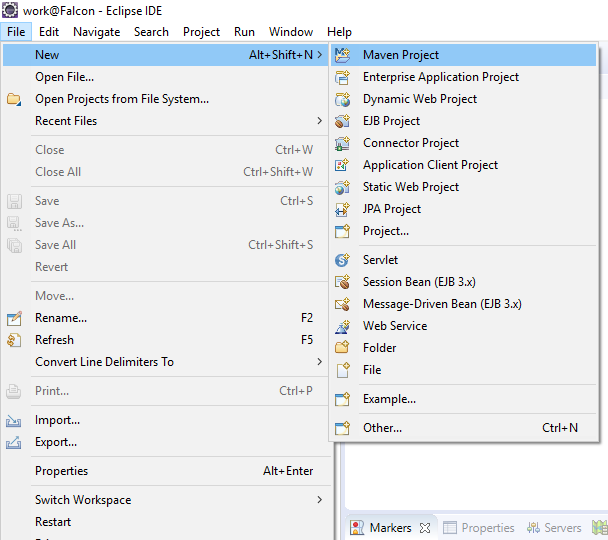 work@Falcon - Eclipse IDE
File Edit Navigate Search Project Run Window Help
New Alt+Shift+N
Open File...
Open Projects from File System...
Recent Files
Close Ctrl+W
Close All Ctrl+Shift+W
Save Ctrl+S
Save As...
Save All Ctrl+Shift+S
Revert
Move...
Rename... F2
Refresh F5
Convert Line Delimiters To
Print... Ctrl+P
Import...
Export...
Properties Alt+Enter
Switch Workspace
Restart
Maven Project
Enterprise Application Project
Dynamic Web Project
EJB Project
Connector Project
Application Client Project
Static Web Project
JPA Project
Project...
Servlet
Session Bean (EJB 3.x)
Message-Driven Bean (EJB 3.x)
Web Service
Folder
File
Example...
Other... Ctrl+N
Markers Properties Servers